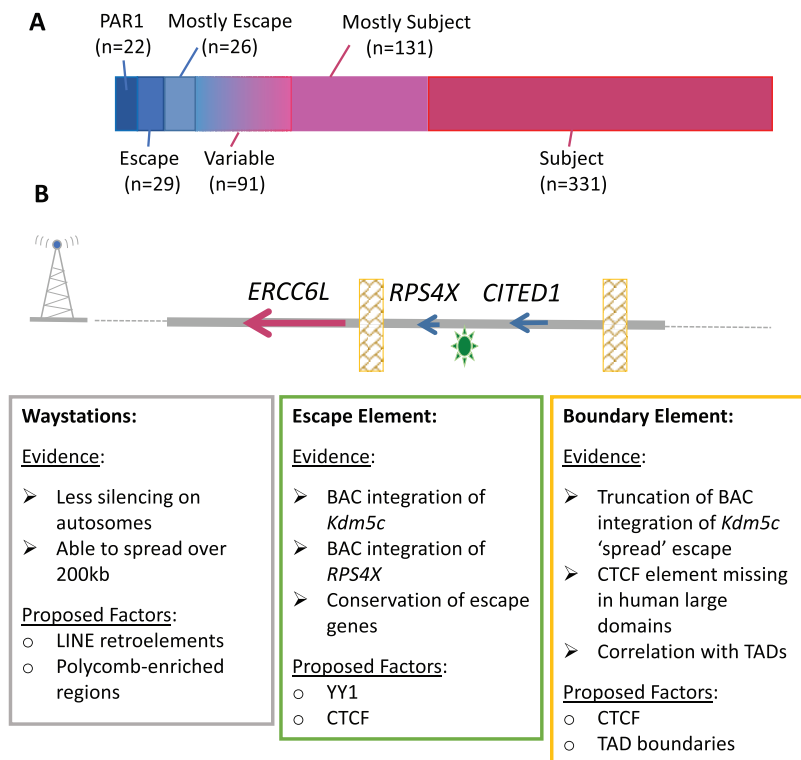 A
PAR1
(n=22)
Mostly Escape
(n=26)
Mostly Subject
(n=131)
Escape
(n=29)
Variable
(n=91)
Subject
(n=331)
B
ERCC6L
RPS4X
CITED1
Waystations:
Evidence:
➢ Less silencing on
autosomes
➢ Able to spread over
200kb
Proposed Factors:
o LINE retroelements
o Polycomb-enriched
regions
Escape Element:
Evidence:
➢ BAC integration of
Kdm5c
➢ BAC integration of
RPS4X
➢ Conservation of escape
genes
Proposed Factors:
o YY1
o CTCF
Boundary Element:
Evidence:
➢ Truncation of BAC
integration of Kdm5c
‘spread’ escape
➢ CTCF element missing
in human large
domains
➢ Correlation with TADs
Proposed Factors:
o CTCF
o TAD boundaries